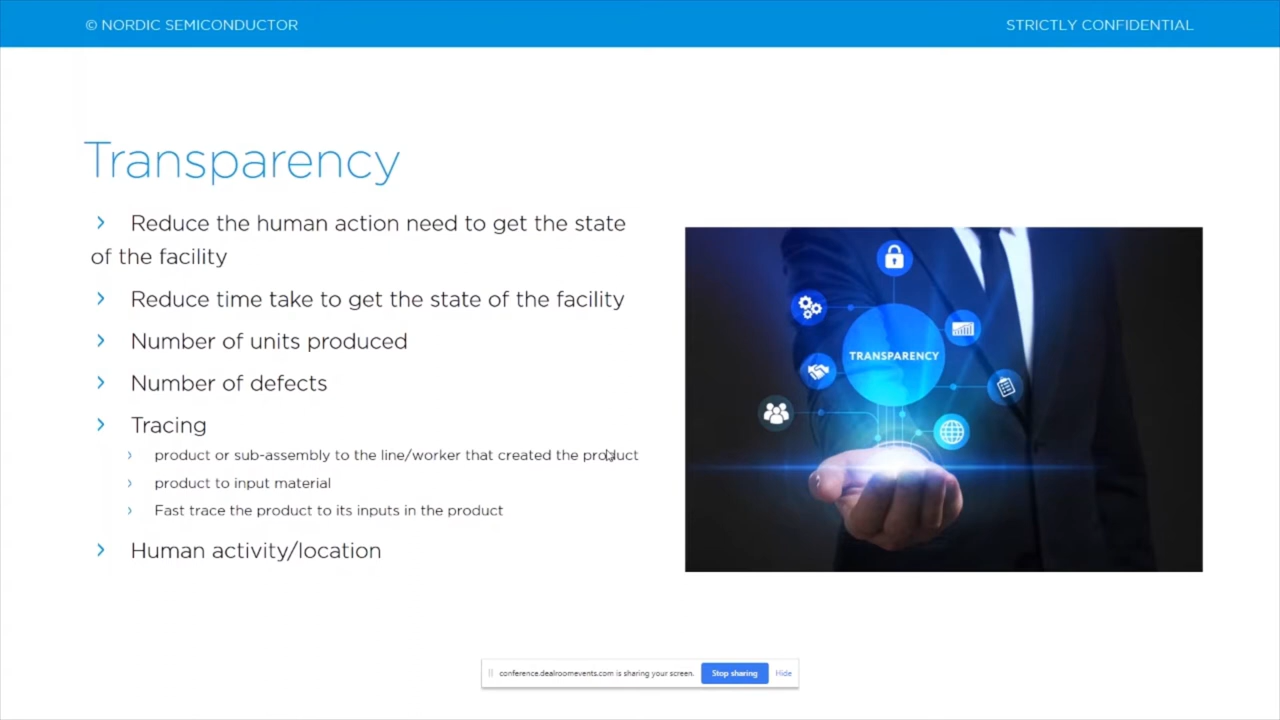 © NORDIC SEMICONDUCTOR
STRICTLY CONFIDENTIAL
Transparency
Reduce the human action need to get the state
of the facility
Reduce time take to get the state of the facility
Number of units produced
Number of defects
Tracing
product or sub-assembly to the line/worker that created the product
product to input material
Fast trace the product to its inputs in the product
Human activity/location
TRANSPARENCY
conference.dealroomevents.com is sharing your screen.
Stop sharing
Hide